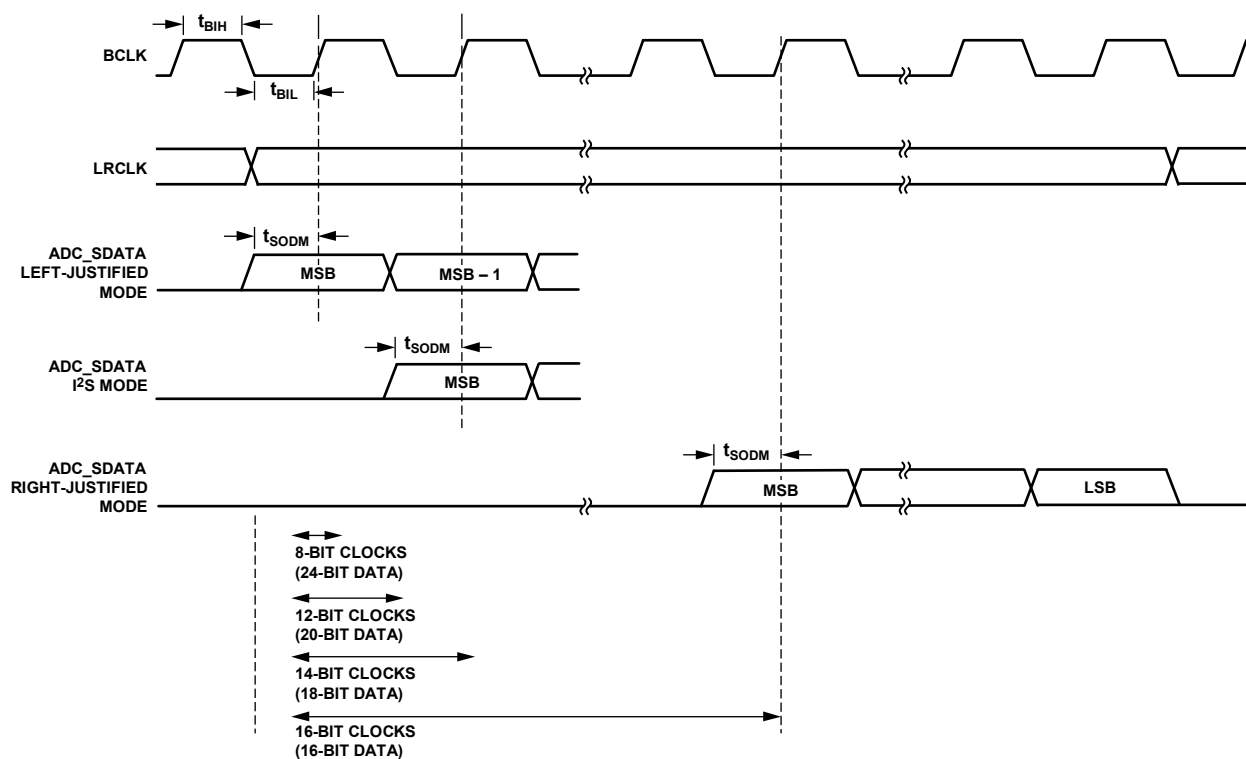 tBIH
BCLK
tBIL
LRCLK
tSODM
ADC_SDATA
LEFT-JUSTIFIED
MODE
MSB
MSB – 1
tSODM
ADC_SDATA
I²S MODE
MSB
tSODM
ADC_SDATA
RIGHT-JUSTIFIED
MODE
MSB
LSB
8-BIT CLOCKS
(24-BIT DATA)
12-BIT CLOCKS
(20-BIT DATA)
14-BIT CLOCKS
(18-BIT DATA)
16-BIT CLOCKS
(16-BIT DATA)